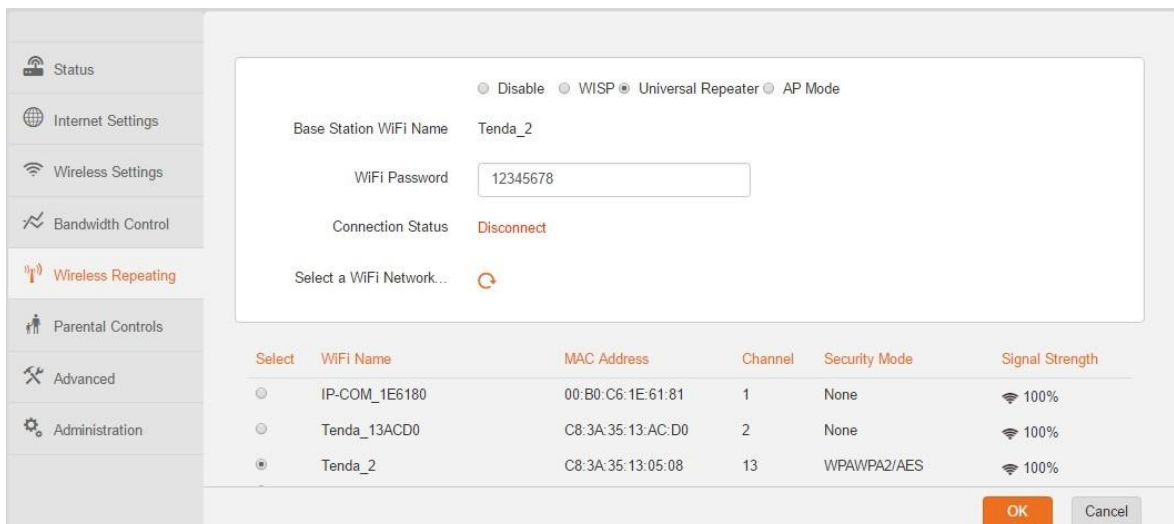 Status
Internet Settings
Wireless Settings
Bandwidth Control
Wireless Repeating
Parental Controls
Advanced
Administration
Disable WISP Universal Repeater AP Mode
Base Station WiFi Name Tenda_2
WiFi Password 12345678
Connection Status Disconnect
Select a WiFi Network...
Select WiFi Name MAC Address Channel Security Mode Signal Strength
IP-COM_1E6180 00:B0:C6:1E:61:81 1 None 100%
Tenda_13ACD0 C8:3A:35:13:AC:D0 2 None 100%
Tenda_2 C8:3A:35:13:05:08 13 WPAWPA2/AES 100%
OK Cancel